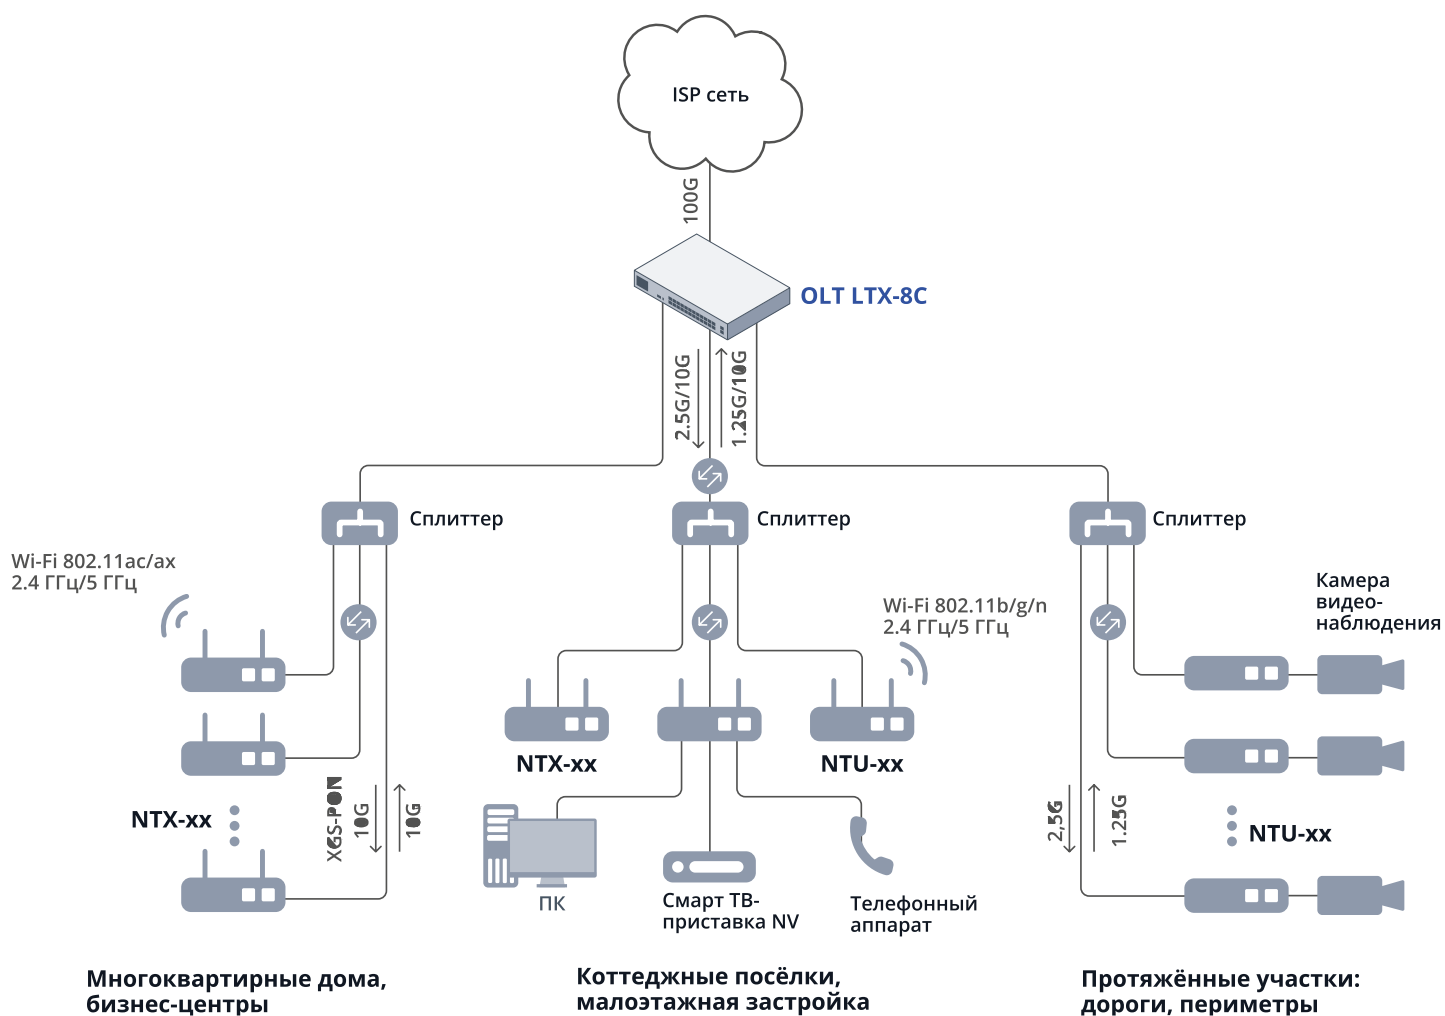 ISP сеть
100G
OLT LTX-8C
2.5G/10G
1.25G/10G
Сплиттер
Сплиттер
Сплиттер
Wi-Fi 802.11ac/ax
2.4 ГГц/5 ГГц
Wi-Fi 802.11b/g/n
2.4 ГГц/5 ГГц
Камера
видео-
наблюдения
NTX-xx
NTU-xx
NTX-xx
XGS-PON
10G
10G
2,5G
1.25G
NTU-xx
ПК
Смарт ТВ-
приставка NV
Телефонный
аппарат
Многоквартирные дома,
бизнес-центры
Коттеджные посёлки,
малоэтажная застройка
Протяжённые участки:
дороги, периметры